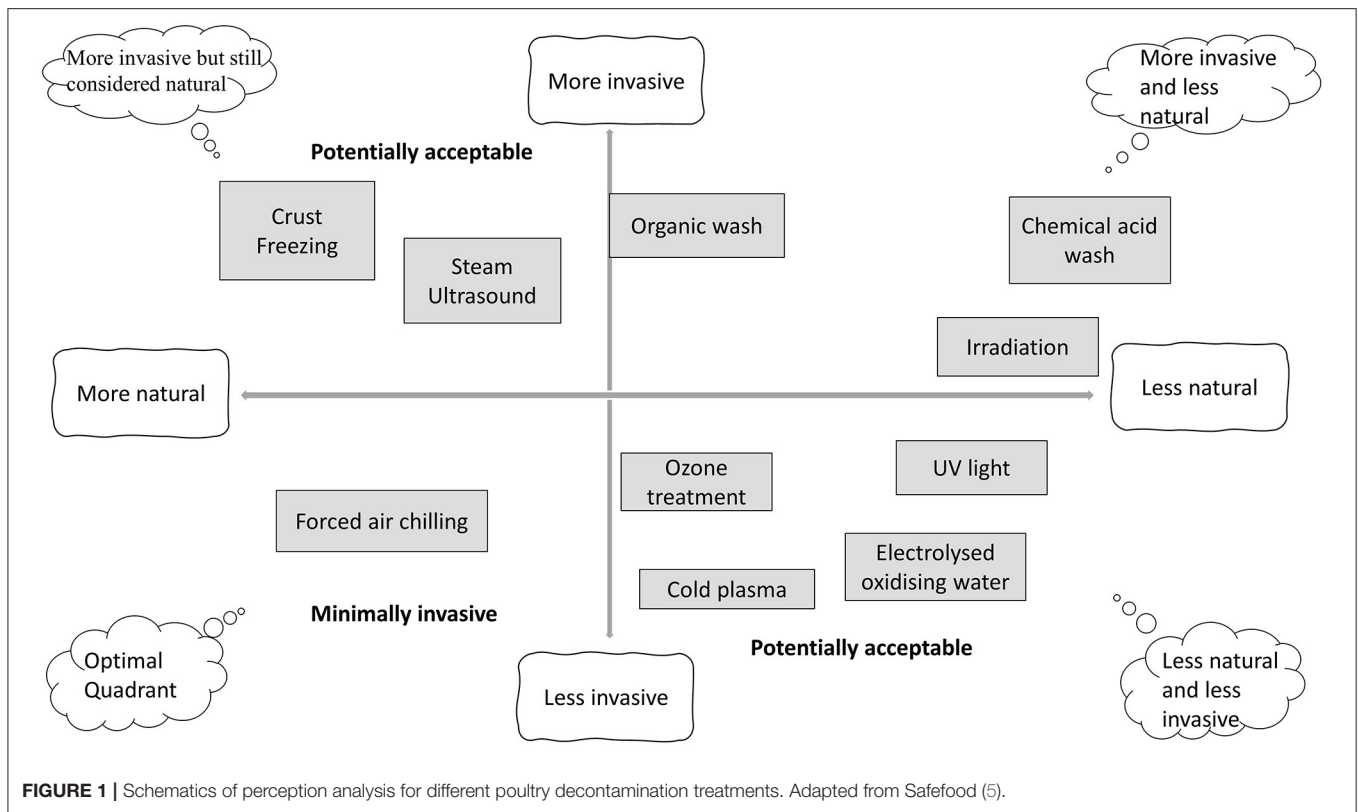 More invasive but still
considered natural
More invasive
More invasive
and less
natural
Potentially acceptable
Crust
Freezing
Steam
Ultrasound
Organic wash
Chemical acid
wash
Irradiation
More natural
Less natural
Ozone
treatment
UV light
Forced air chilling
Electrolysed
oxidising water
Cold plasma
Minimally invasive
Potentially acceptable
Optimal
Quadrant
Less invasive
Less natural
and less
invasive
FIGURE 1 | Schematics of perception analysis for different poultry decontamination treatments. Adapted from Safefood (5).